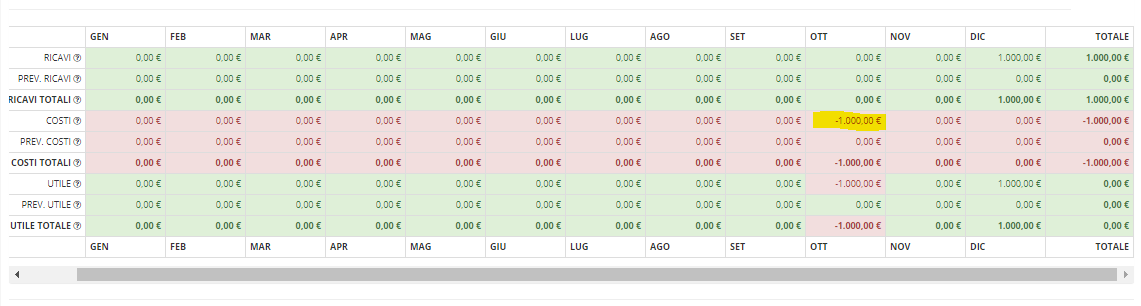 GEN FEB MAR APR MAG GIU LUG AGO SET OTT NOV DIC TOTALE
RICAVI ? 0,00 € 0,00 € 0,00 € 0,00 € 0,00 € 0,00 € 0,00 € 0,00 € 0,00 € 0,00 € 0,00 € 1.000,00 € 1.000,00 €
PREV. RICAVI ? 0,00 € 0,00 € 0,00 € 0,00 € 0,00 € 0,00 € 0,00 € 0,00 € 0,00 € 0,00 € 0,00 € 0,00 € 0,00 €
RICAVI TOTALI ? 0,00 € 0,00 € 0,00 € 0,00 € 0,00 € 0,00 € 0,00 € 0,00 € 0,00 € 0,00 € 0,00 € 1.000,00 € 1.000,00 €
COSTI ? 0,00 € 0,00 € 0,00 € 0,00 € 0,00 € 0,00 € 0,00 € 0,00 € 0,00 € -1.000,00 € 0,00 € 0,00 € -1.000,00 €
PREV. COSTI ? 0,00 € 0,00 € 0,00 € 0,00 € 0,00 € 0,00 € 0,00 € 0,00 € 0,00 € 0,00 € 0,00 € 0,00 € 0,00 €
COSTI TOTALI ? 0,00 € 0,00 € 0,00 € 0,00 € 0,00 € 0,00 € 0,00 € 0,00 € 0,00 € -1.000,00 € 0,00 € 0,00 € -1.000,00 €
UTILE ? 0,00 € 0,00 € 0,00 € 0,00 € 0,00 € 0,00 € 0,00 € 0,00 € 0,00 € -1.000,00 € 0,00 € 1.000,00 € 0,00 €
PREV. UTILE ? 0,00 € 0,00 € 0,00 € 0,00 € 0,00 € 0,00 € 0,00 € 0,00 € 0,00 € 0,00 € 0,00 € 0,00 € 0,00 €
UTILE TOTALE ? 0,00 € 0,00 € 0,00 € 0,00 € 0,00 € 0,00 € 0,00 € 0,00 € 0,00 € -1.000,00 € 0,00 € 1.000,00 € 0,00 €
GEN FEB MAR APR MAG GIU LUG AGO SET OTT NOV DIC TOTALE